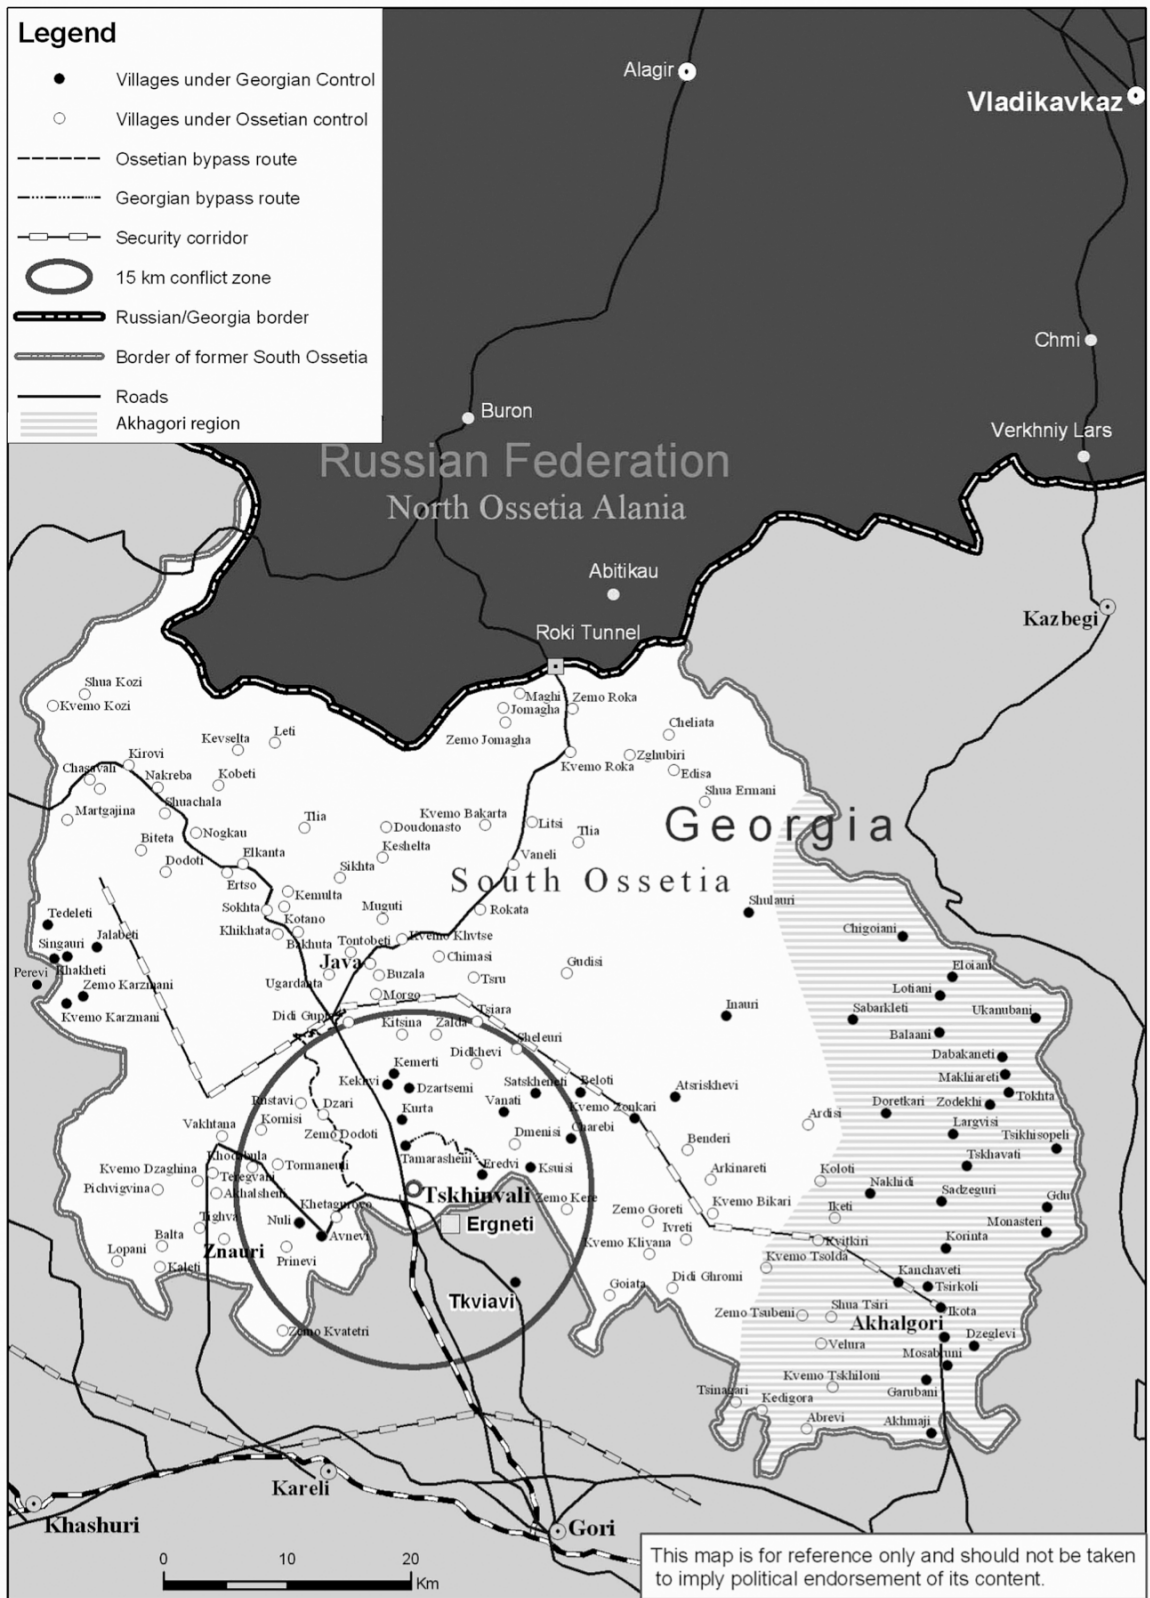 Legend
Villages under Georgian Control
Villages under Ossetian control
Ossetian bypass route
Georgian bypass route
Security corridor
15 km conflict zone
Russian/Georgia border
Border of former South Ossetia
Roads
Akhagori region
Alagir
Vladikavkaz
Chmi
Buron
Verkhniy Lars
Russian Federation
North Ossetia Alania
Abitikau
Kazbegi
Roki Tunnel
Shua Kozi
Kvemo Kozi
Maghi
Zemo Roka
Jomagha
Cheliata
Leti
Kevselta
Zemo Jomagha
Kirovi
Zghubiri
Kvemo Roka
Chasavali
Nakreba
Kobeti
Edisa
Shua Ermani
Shuachala
Martgajina
Tlia
Kvemo Bakarta
Litsi
Georgia
Nogkau
Doudonasto
Tlia
Biteta
Keshelta
Elkanta
Vaneli
Dodoti
Sikhta
Ertso
South Ossetia
Kemulta
Shulauri
Sokhta
Muguti
Rokata
Tedeleti
Kotano
Khikhata
Chigoiani
Jalabeti
Singauri
Bakhuta
Tontobeti
Kvemo Khvtse
Chimasi
Java
Gudisi
Eloiani
Perevi
Khakheti
Buzala
Tsru
Zemo Karzmani
Ugardanta
Lotiani
Morgo
Inauri
Sabarkleti
Ukanubani
Kvemo Karzmani
Didi Gupt
Tsiara
Kitsina
Zalda
Balaani
Sheleuri
Didkhevi
Dabakaneti
Kemerti
Makhiareti
Kekhvi
Dzartsemi
Satskheneti
Beloti
Atsriskhevi
Tokhta
Rustavi
Dzari
Vanati
Zodekhi
Kurta
Kvemo Zonkari
Doretkari
Ardisi
Vakhtana
Kornisi
Charebi
Largvisi
Zemo Dodoti
Dmenisi
Tsikhisopeli
Benderi
Khodabula
Tamarasheni
Tskhavati
Kvemo Dzaghina
Tormaneuli
Eredvi
Ksuisi
Arkinareti
Koloti
Teregvani
Pichvigvina
Nakhidi
Akhalsheni
Tskhinvali
Zemo Kere
Sadzeguri
Gdu
Khetagurovo
Kvemo Bikari
Iketi
Tighva
Zemo Goreti
Nuli
Ergneti
Monasteri
Ivreti
Balta
Avnevi
Kvemo Kliyana
Kvitkiri
Korinta
Lopani
Znauri
Kvemo Tsolda
Kaleti
Prinevi
Kanchaveti
Goiata
Didi Ghromi
Tsirkoli
Tkviavi
Shua Tsiri
Ikota
Zemo Tsubeni
Akhalgori
Zemo Kvatetri
Dzeglevi
Velura
Mosabruni
Kvemo Tskhiloni
Tsinagari
Garubani
Kedigora
Abrevi
Akhmaji
Kareli
Khashuri
Gori
0 10 20
Km
This map is for reference only and should not be taken
to imply political endorsement of its content.